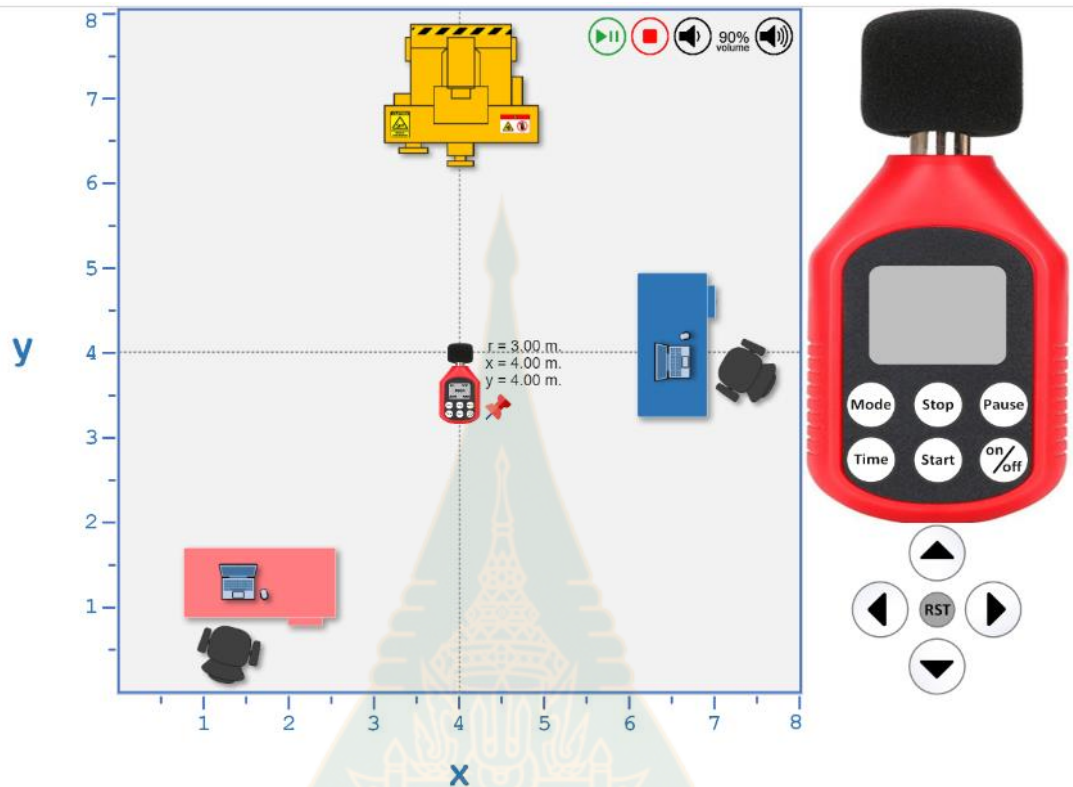 8
7
6
5
4
3
2
1
y
90%
volume
r = 3.00 m.
x = 4.00 m.
y = 4.00 m.
1 2 3 4 5 6 7 8
x
Mode Stop Pause
Time Start on/off
RST